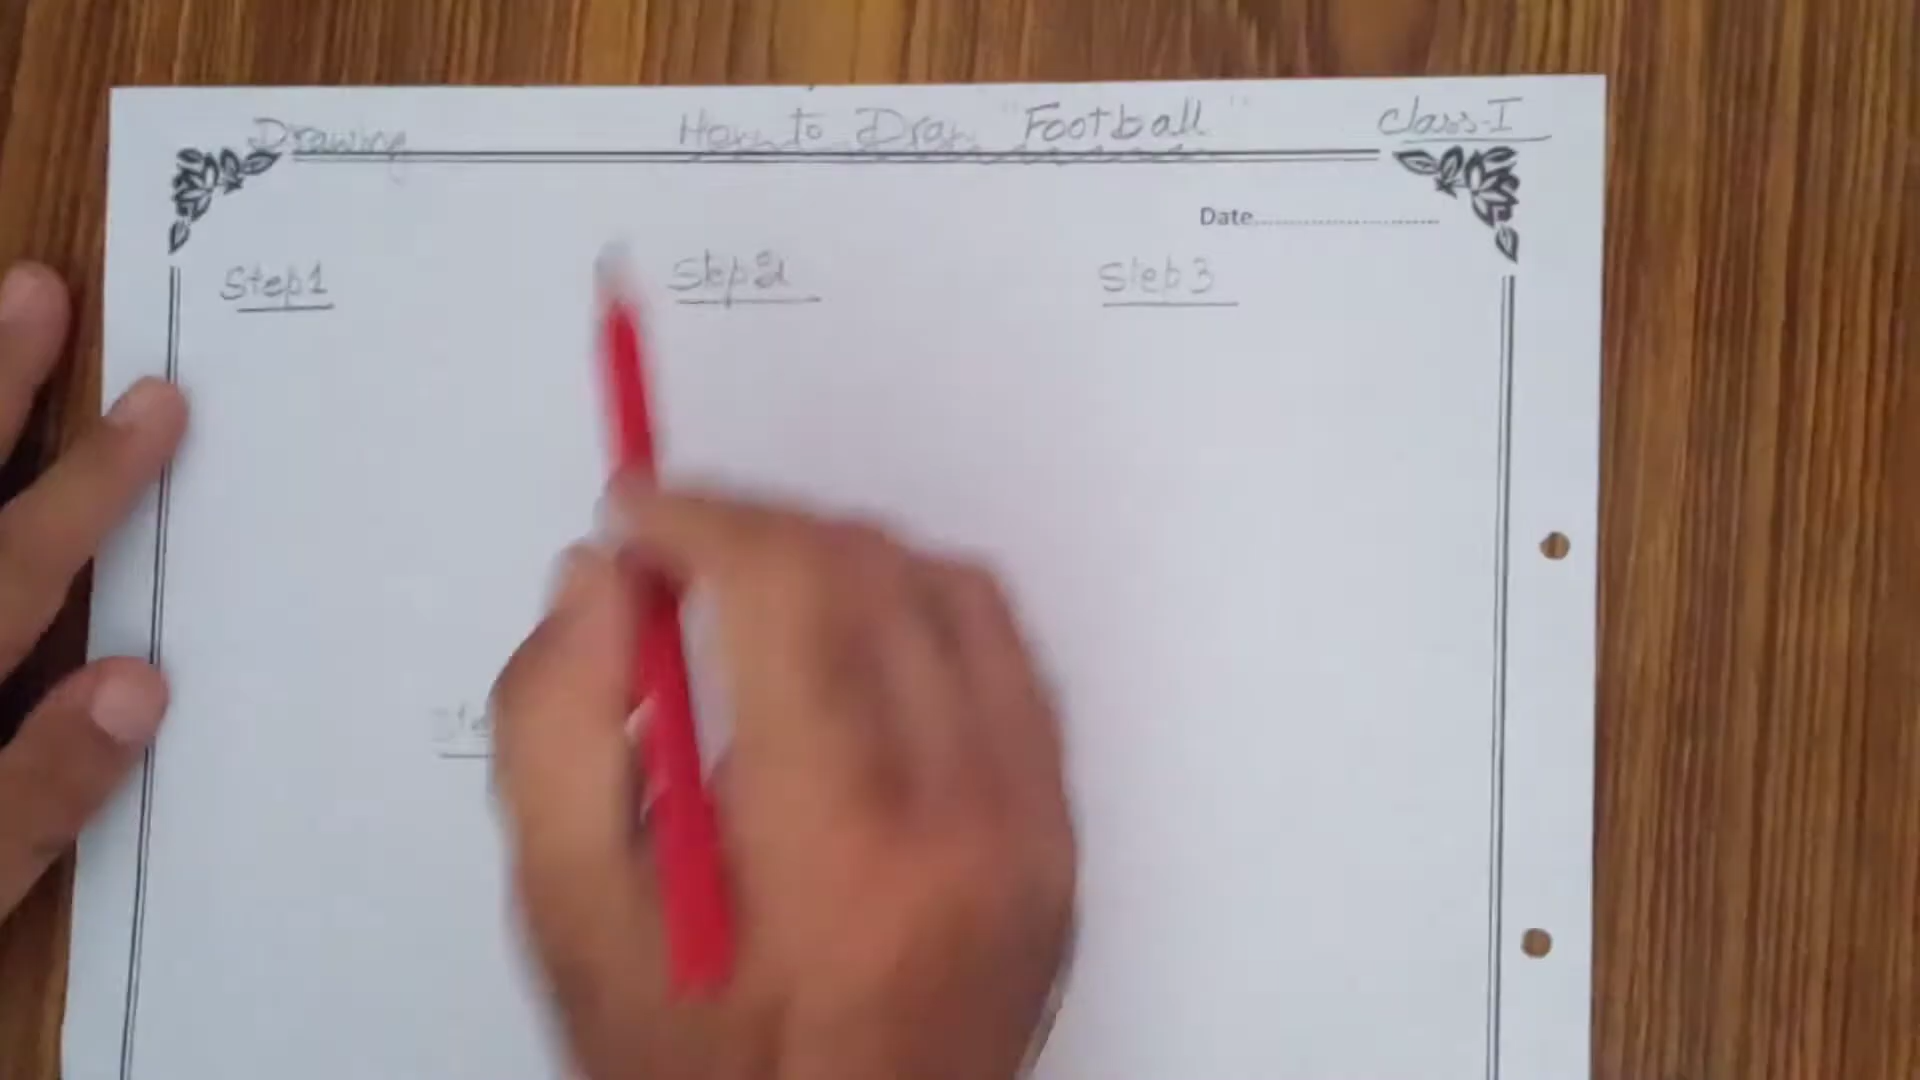 Drawing How to Draw "Football" Class-I
Date........................
Step1 Step2 Step3